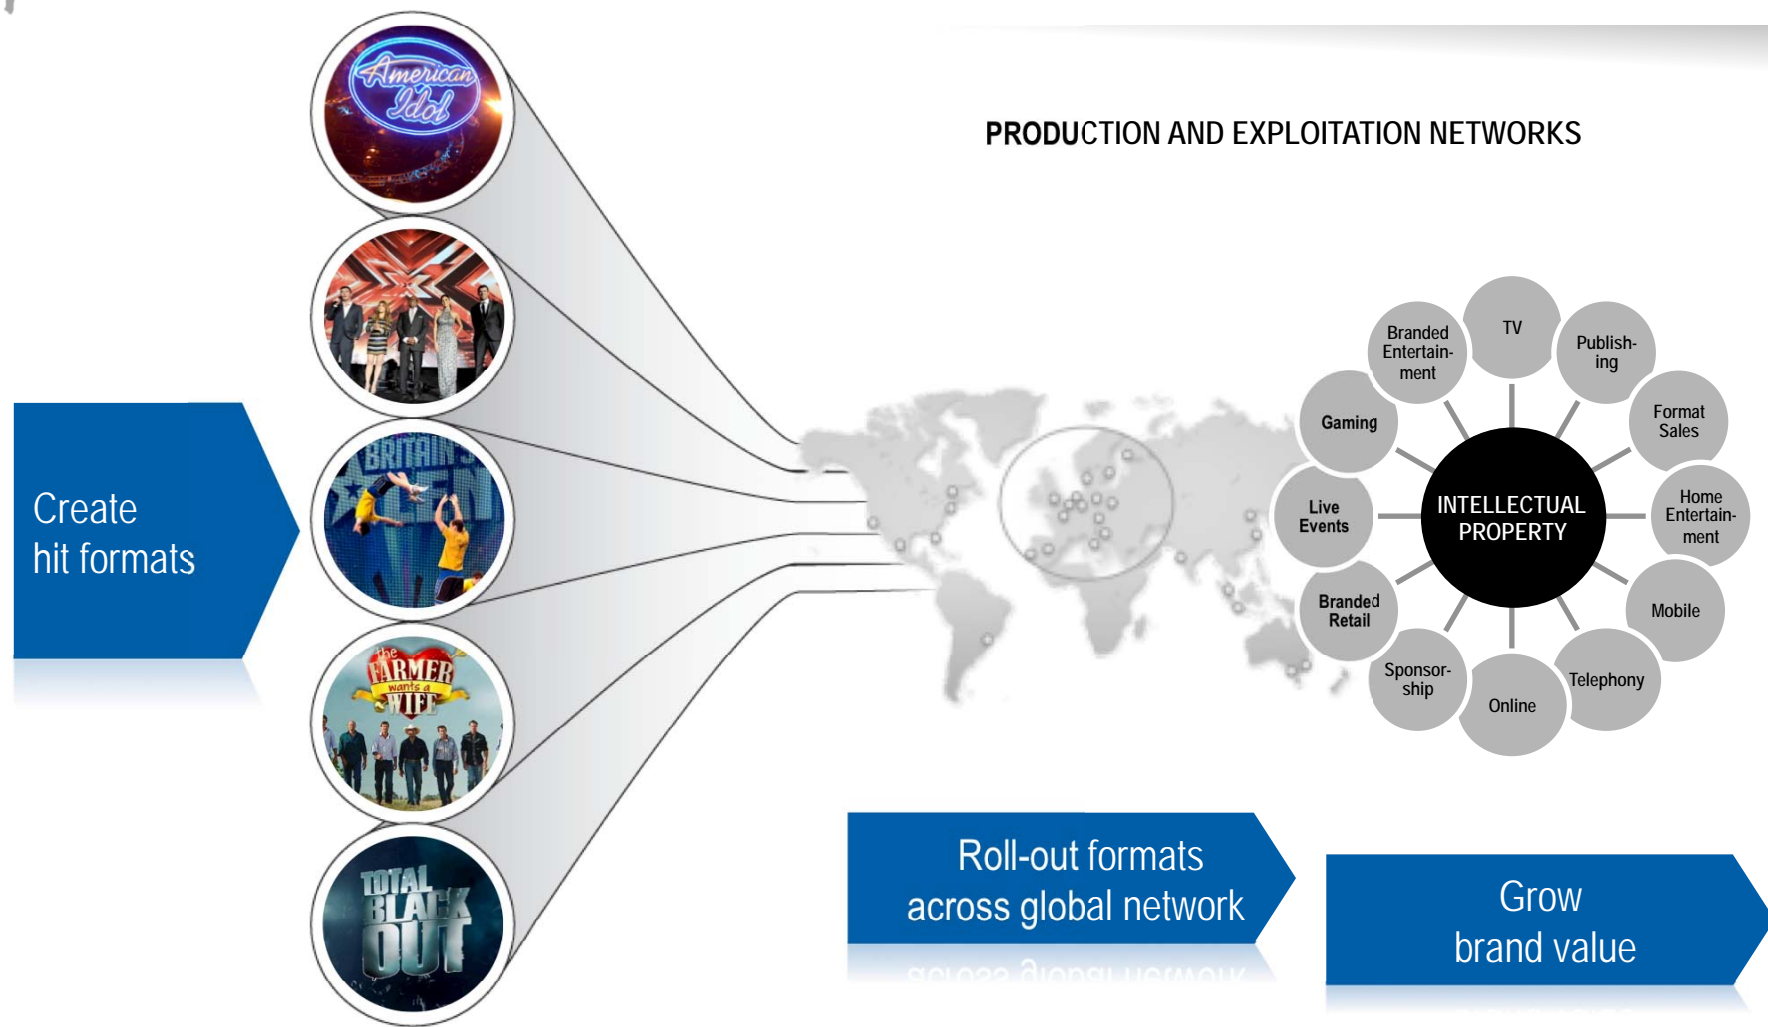 PRODUCTION AND EXPLOITATION NETWORKS
American
Idol
BRITAIN'S
the
FARMER
wants a
WIFE
TOTAL
BLACK
OUT
Create
hit formats
TV
Publish-
ing
Format
Sales
Home
Entertain-
ment
Mobile
Telephony
Online
Sponsor-
ship
Branded
Retail
Live
Events
Gaming
Branded
Entertain-
ment
INTELLECTUAL
PROPERTY
Roll-out formats
across global network
Grow
brand value